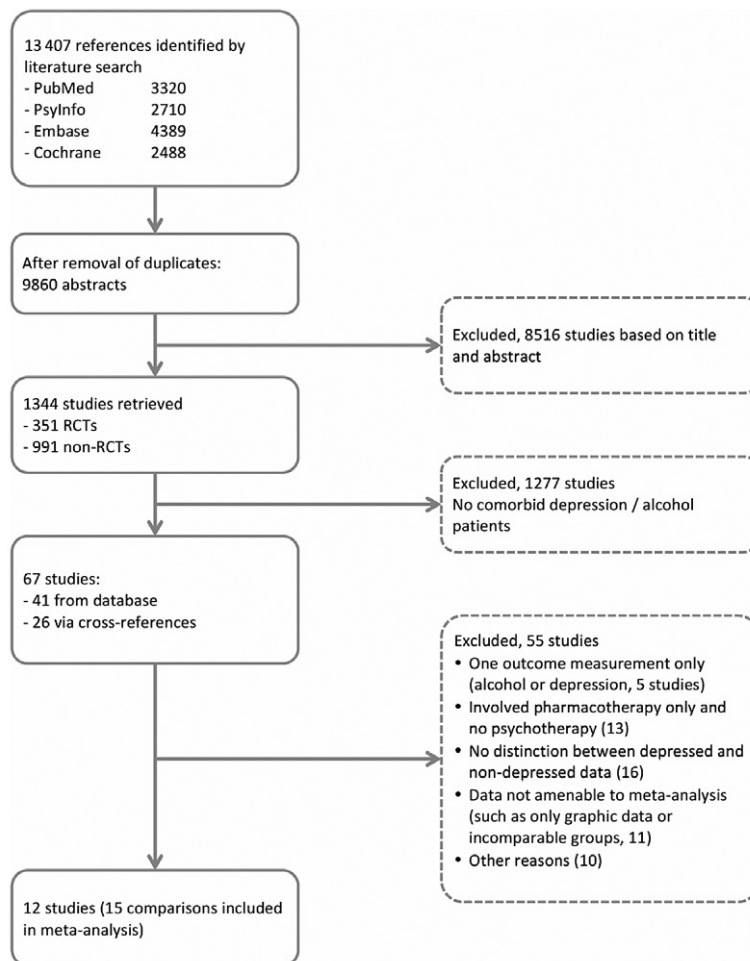 13 407 references identified by
literature search
- PubMed 3320
- PsyInfo 2710
- Embase 4389
- Cochrane 2488
After removal of duplicates:
9860 abstracts
Excluded, 8516 studies based on title
and abstract
1344 studies retrieved
- 351 RCTs
- 991 non-RCTs
Excluded, 1277 studies
No comorbid depression / alcohol
patients
67 studies:
- 41 from database
- 26 via cross-references
Excluded, 55 studies
• One outcome measurement only
(alcohol or depression, 5 studies)
• Involved pharmacotherapy only and
no psychotherapy (13)
• No distinction between depressed and
non-depressed data (16)
• Data not amenable to meta-analysis
(such as only graphic data or
incomparable groups, 11)
• Other reasons (10)
12 studies (15 comparisons included
in meta-analysis)